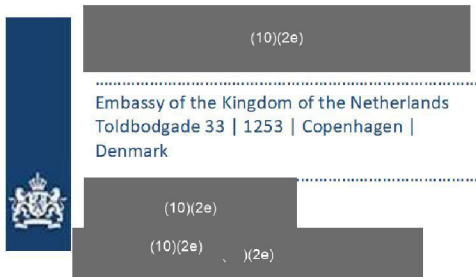 (10)(2e)
Embassy of the Kingdom of the Netherlands
Toldbodgade 33 | 1253 | Copenhagen |
Denmark
(10)(2e)
(10)(2e) )(2e)